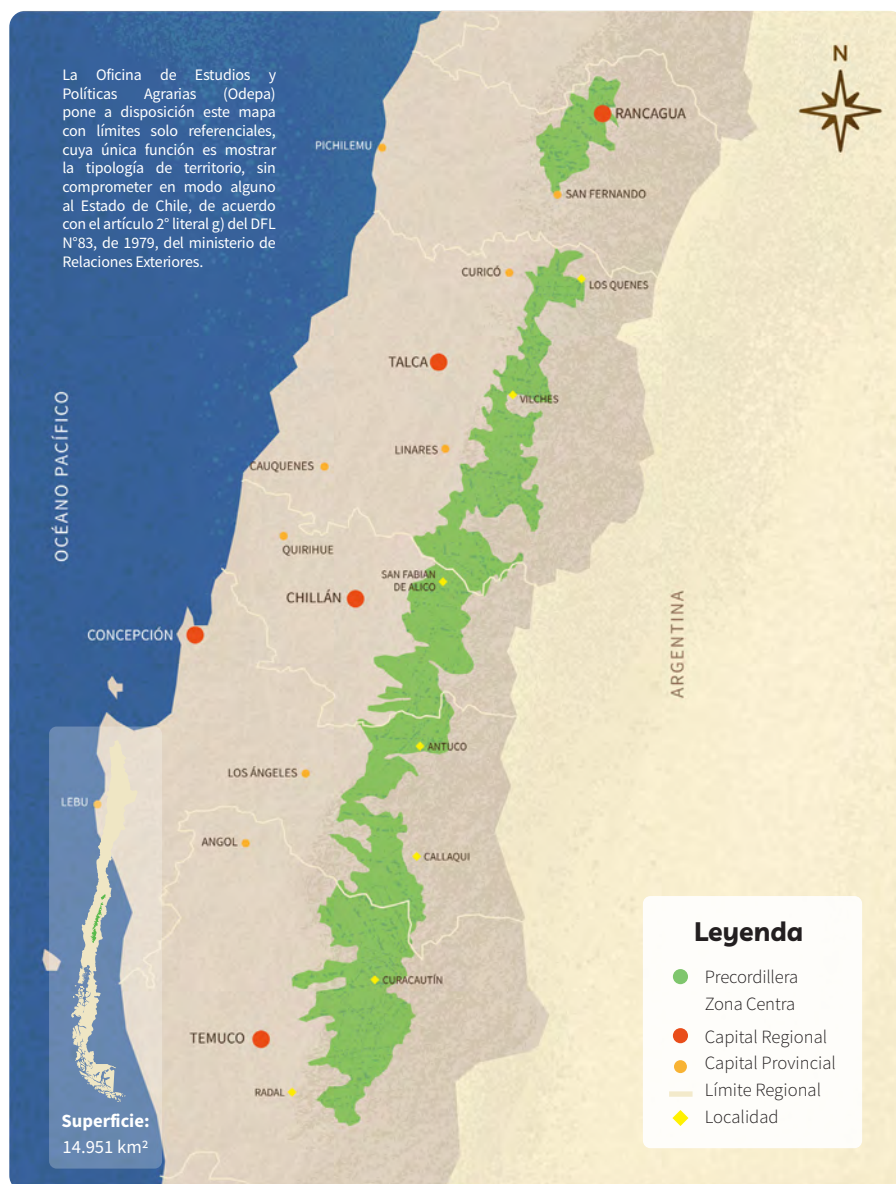 La Oficina de Estudios y
Políticas Agrarias (Odepa)
pone a disposición este mapa
con límites solo referenciales,
cuya única función es mostrar
la tipología de territorio, sin
comprometer en modo alguno
al Estado de Chile, de acuerdo
con el artículo 2° literal g) del DFL
N°83, de 1979, del ministerio de
Relaciones Exteriores.
N
RANCAGUA
PICHILEMU
SAN FERNANDO
CURICÓ
LOS QUENES
TALCA
VILCHES
OCÉANO PACÍFICO
LINARES
CAUQUENES
QUIRIHUE
SAN FABIAN
DE ALICO
CHILLÁN
CONCEPCIÓN
ARGENTINA
ANTUCO
LOS ÁNGELES
LEBU
ANGOL
CALLAQUI
CURACAUTÍN
TEMUCO
RADAL
Superficie:
14.951 km²
Leyenda
Precordillera
Zona Centra
Capital Regional
Capital Provincial
Límite Regional
Localidad